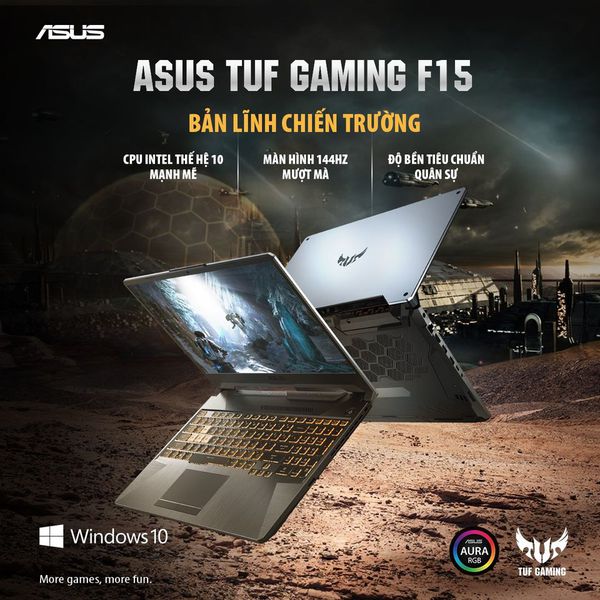 ASUS
ASUS TUF GAMING F15
BẢN LĨNH CHIẾN TRƯỜNG
CPU INTEL THẾ HỆ 10
MẠNH MẼ
MÀN HÌNH 144HZ
MƯỢT MÀ
ĐỘ BỀN TIÊU CHUẨN
QUÂN SỰ
Windows 10
More games, more fun.
ASUS
AURA
RGB
TUF GAMING